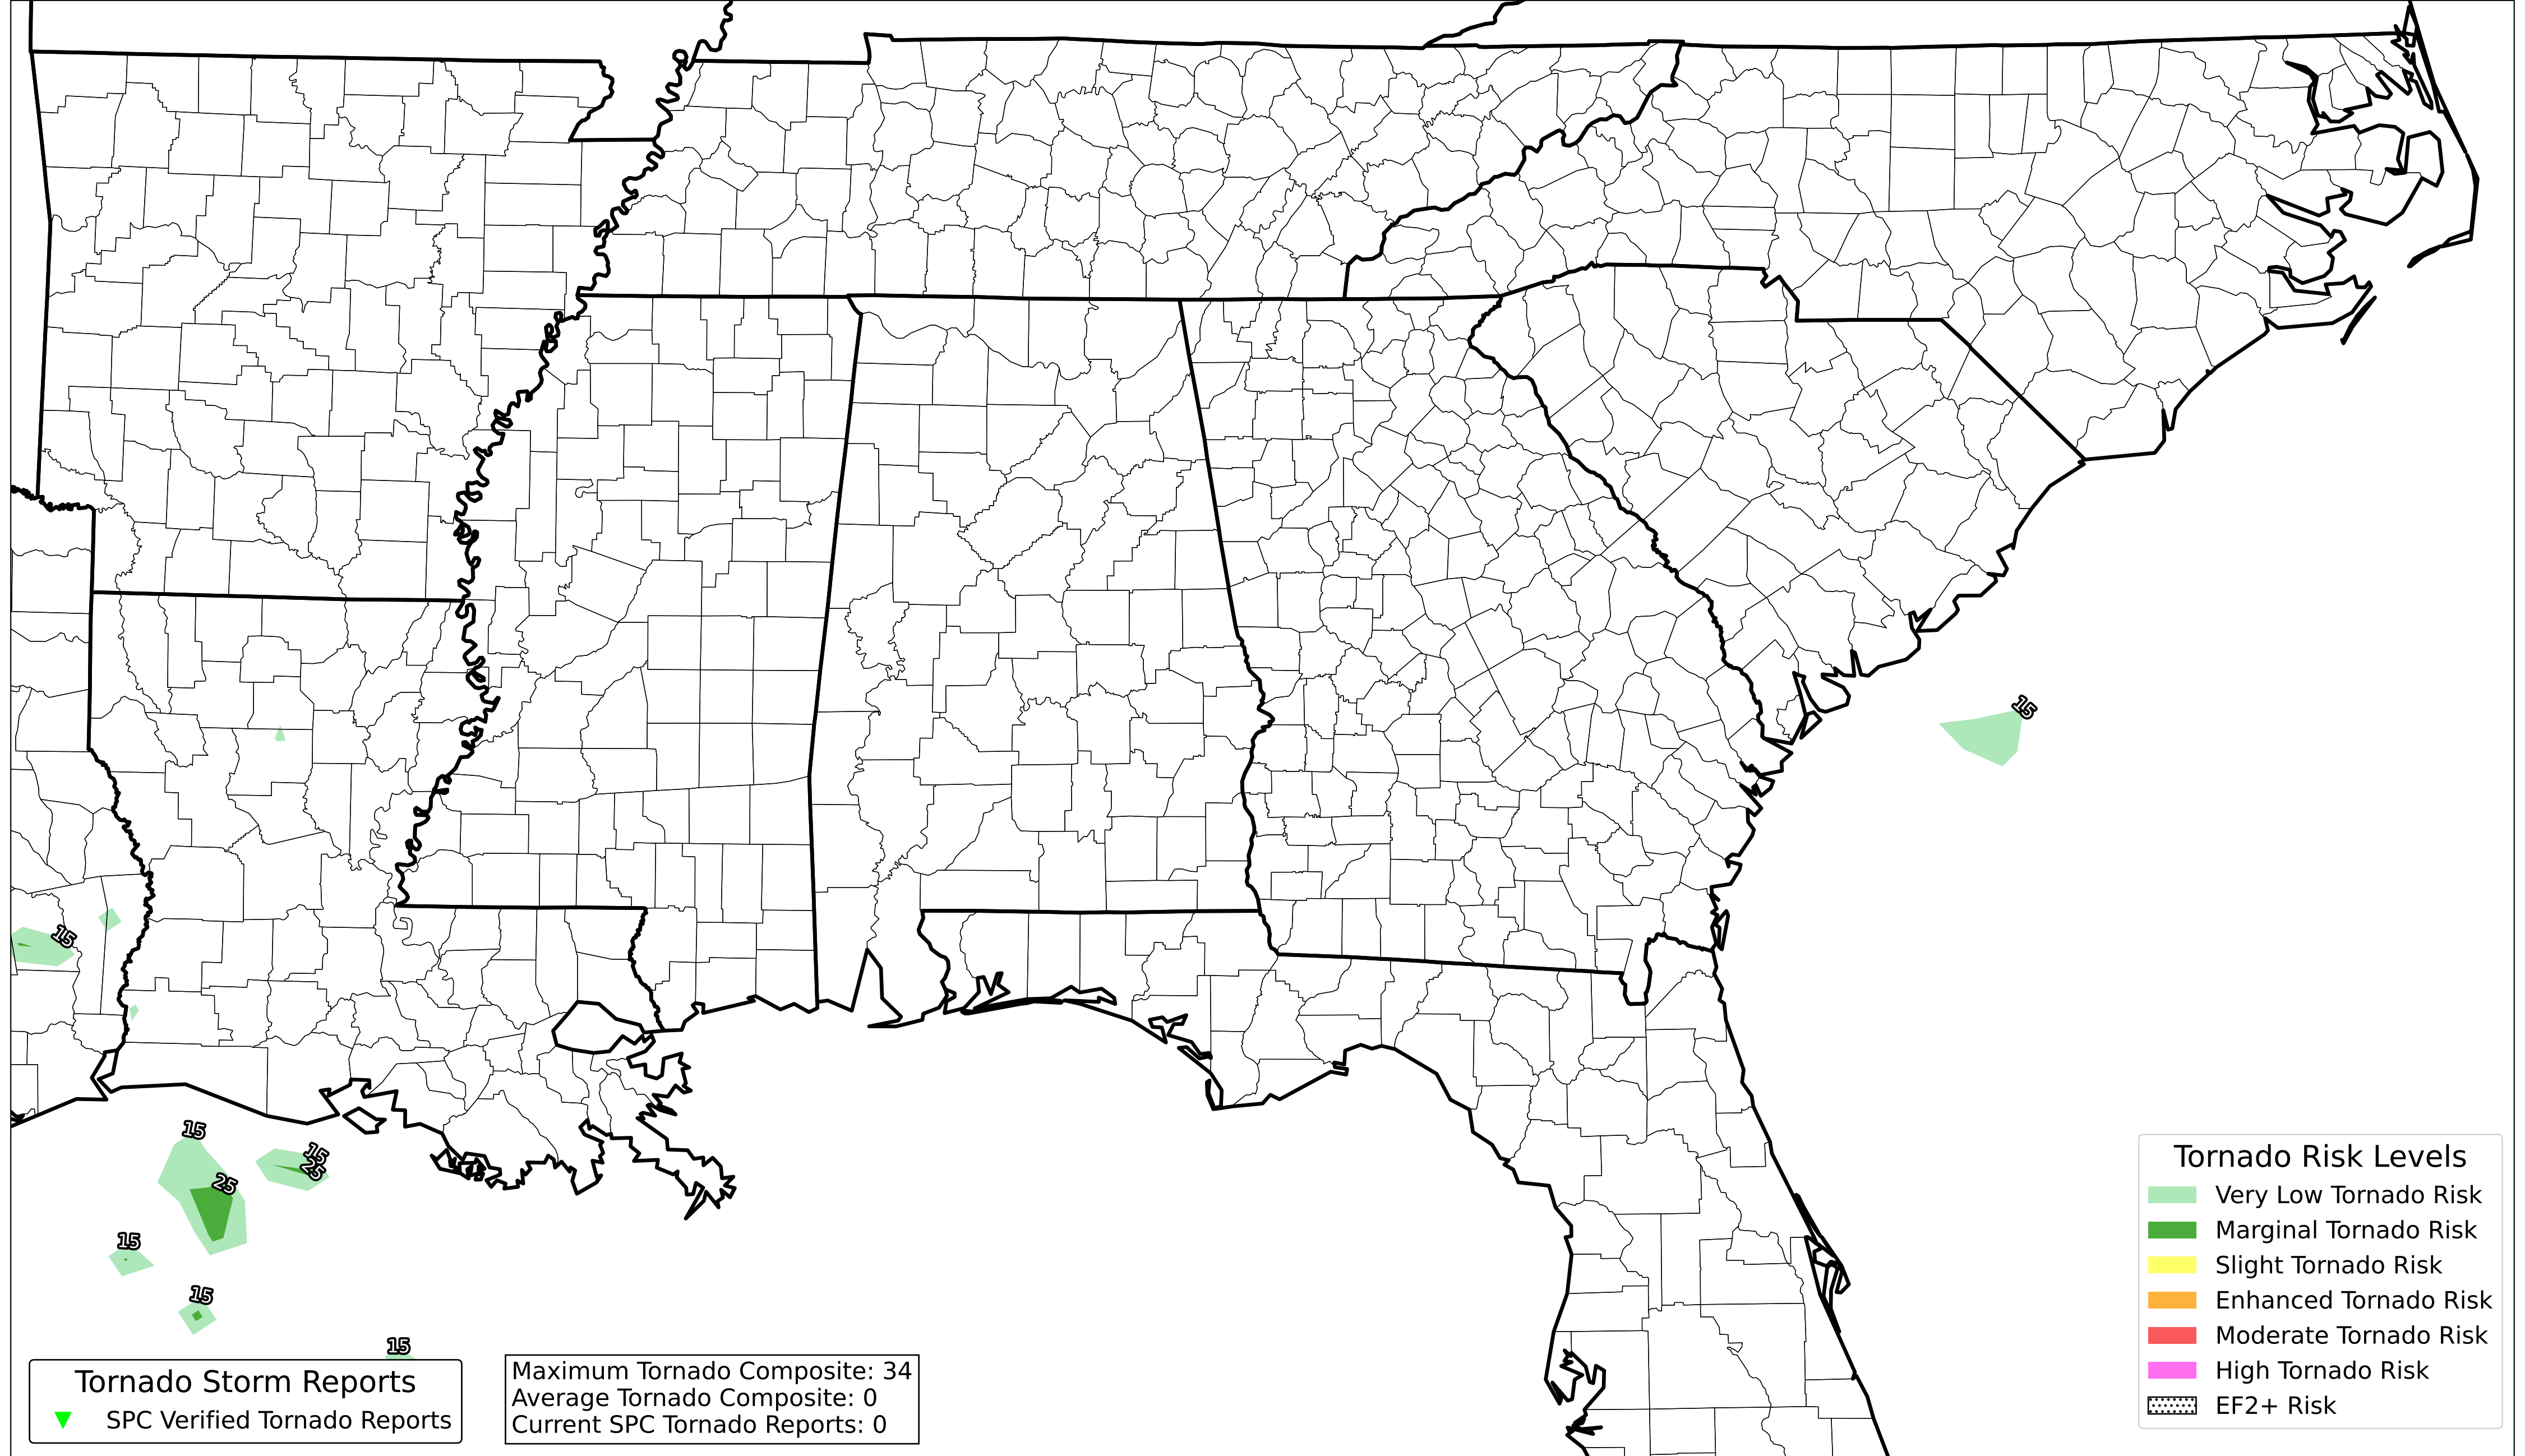 15
15
15
15
25
25
15
15
15
Tornado Storm Reports
SPC Verified Tornado Reports
Maximum Tornado Composite: 34
Average Tornado Composite: 0
Current SPC Tornado Reports: 0
Tornado Risk Levels
Very Low Tornado Risk
Marginal Tornado Risk
Slight Tornado Risk
Enhanced Tornado Risk
Moderate Tornado Risk
High Tornado Risk
EF2+ Risk